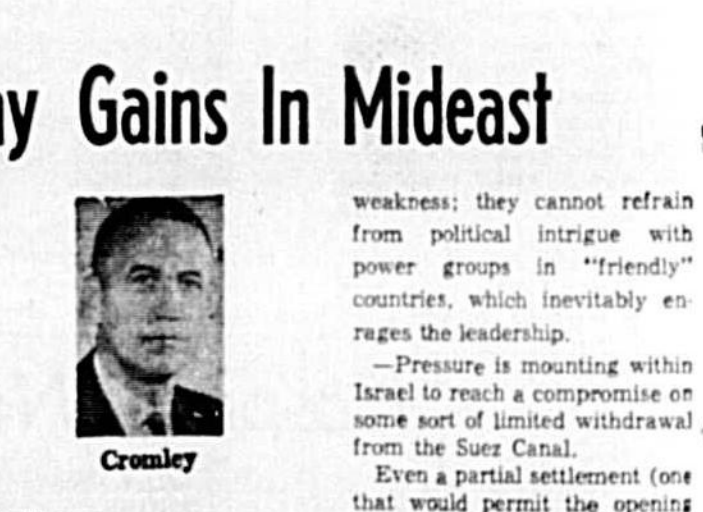 y Gains In Mideast
Cromley
weakness; they cannot refrain
from political intrigue with
power groups in "friendly"
countries, which inevitably en-
rages the leadership.
—Pressure is mounting within
Israel to reach a compromise on
some sort of limited withdrawal
from the Suez Canal.
Even a partial settlement (one
that would permit the opening